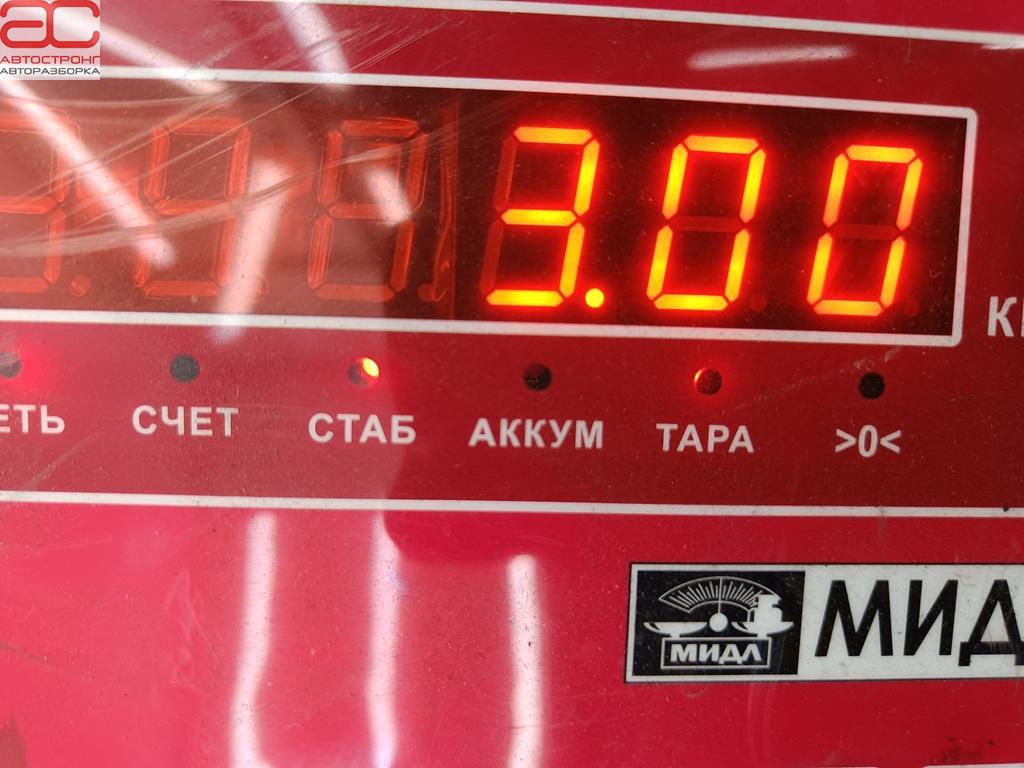 ас
АВТОСТРОНГ
АВТОРАЗБОРКА
3.00
СЧЕТ
СТАБ
АККУМ
ТАРА
>0<
МИДЛ